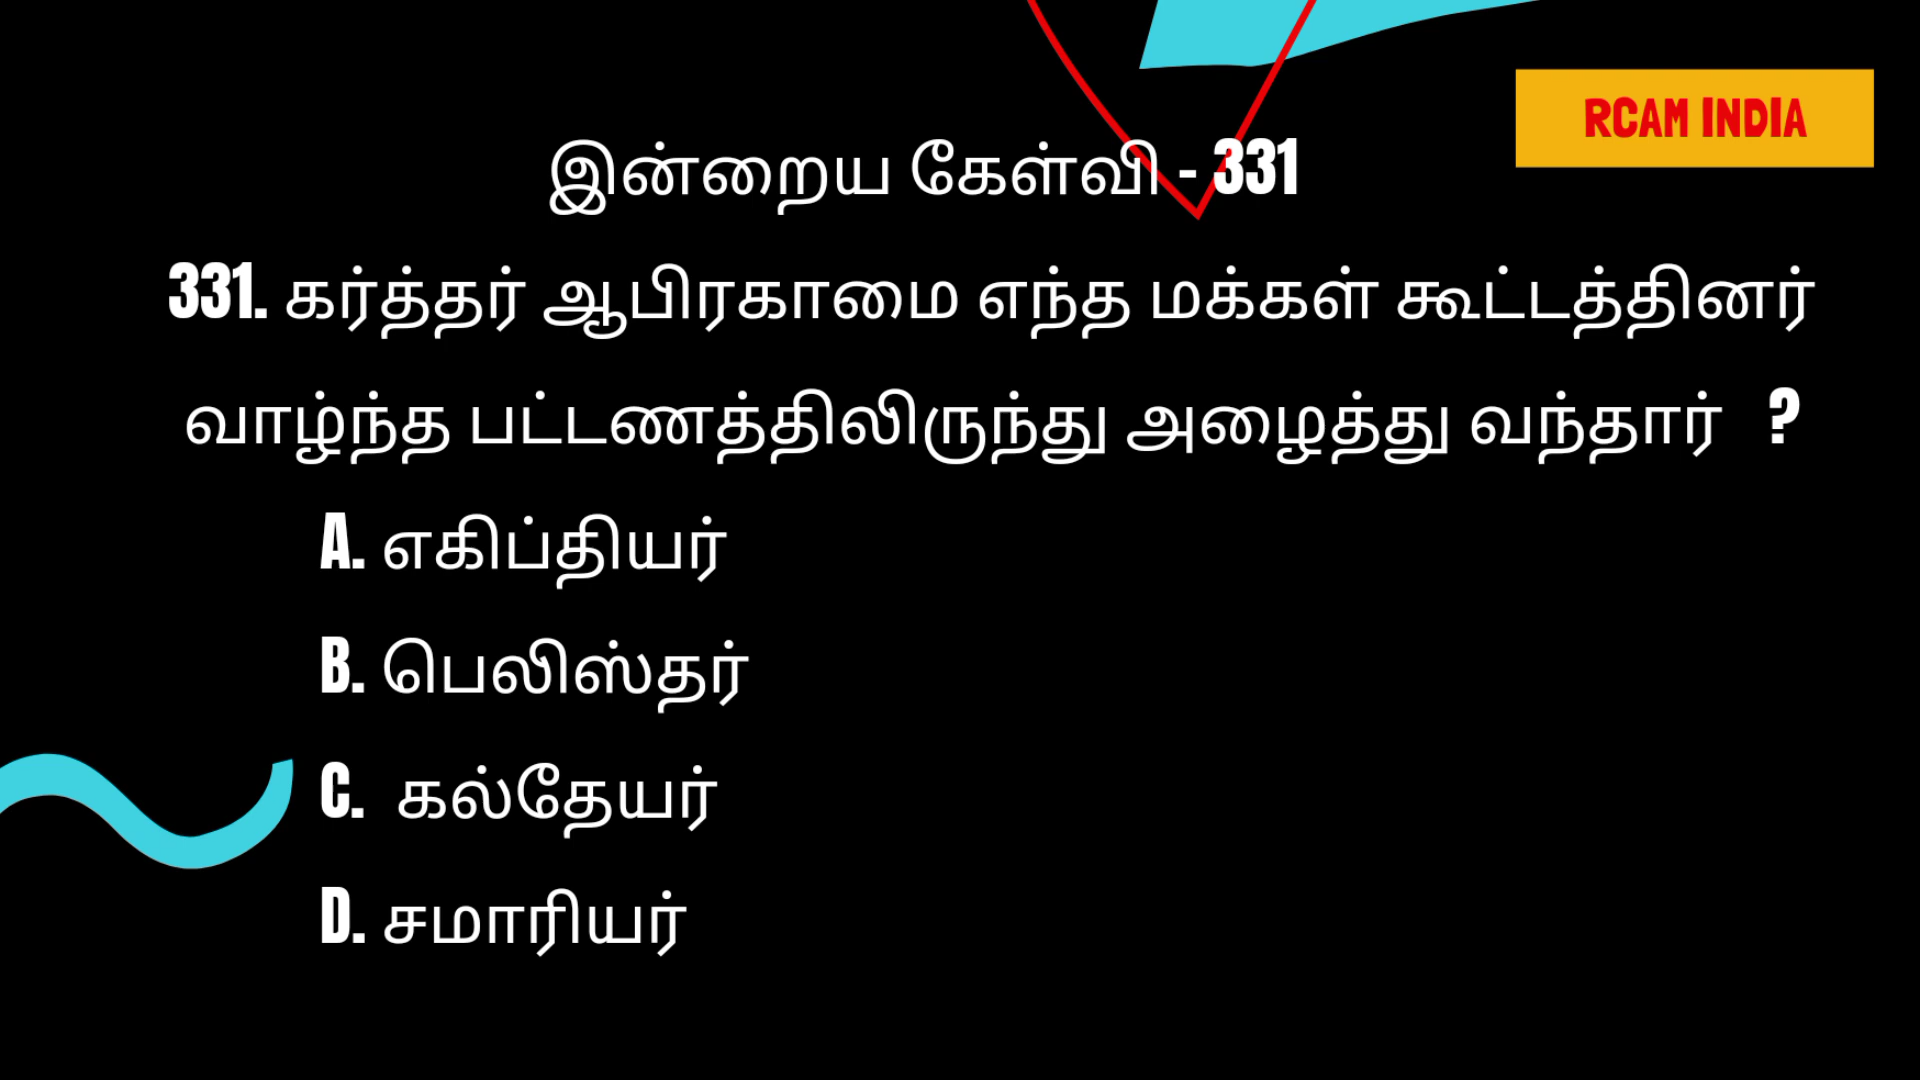 RCAM INDIA
இன்றைய கேள்வி - 331
331. கர்த்தர் ஆபிரகாமை எந்த மக்கள் கூட்டத்தினர்
வாழ்ந்த பட்டணத்திலிருந்து அழைத்து வந்தார் ?
A. எகிப்தியர்
B. பெலிஸ்தர்
C. கல்தேயர்
D. சமாரியர்